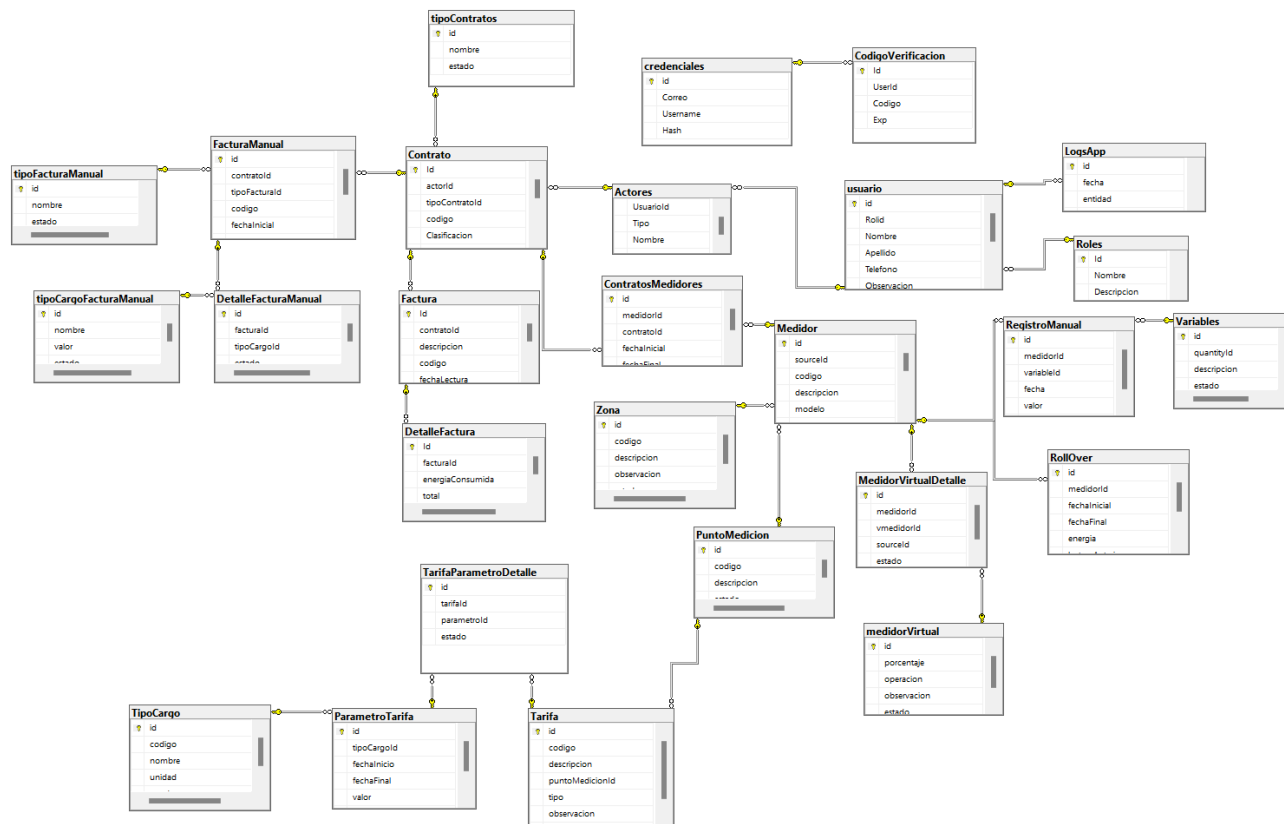 tipoContratos
id
nombre
estado
credenciales
id
Correo
Username
Hash
CodigoVerificacion
Id
UserId
Codigo
Exp
tipoFacturaManual
id
nombre
estado
FacturaManual
id
contratoId
tipoFacturaId
codigo
fechaInicial
Contrato
Id
actorId
tipoContratoId
codigo
Clasificacion
Actores
UsuarioId
Tipo
Nombre
usuario
id
Rolid
Nombre
Apellido
Telefono
Observacion
LogsApp
id
fecha
entidad
Roles
Id
Nombre
Descripcion
tipoCargoFacturaManual
id
nombre
valor
estado
DetalleFacturaManual
id
facturaId
tipoCargoId
estado
Factura
Id
contratoId
descripcion
codigo
fechaLectura
ContratosMedidores
id
medidorId
contratoId
fechaInicial
fechaFinal
Medidor
id
sourceId
codigo
descripcion
modelo
RegistroManual
id
medidorId
variableId
fecha
valor
Variables
id
quantityId
descripcion
estado
DetalleFactura
Id
facturaId
energiaConsumida
total
Zona
id
codigo
descripcion
observacion
MedidorVirtualDetalle
id
medidorId
vmedidorId
sourceId
estado
RollOver
id
medidorId
fechaInicial
fechaFinal
energia
PuntoMedicion
id
codigo
descripcion
estado
TarifaParametroDetalle
id
tarifaId
parametroId
estado
medidorVirtual
id
porcentaje
operacion
observacion
estado
TipoCargo
id
codigo
nombre
unidad
ParametroTarifa
id
tipoCargoId
fechaInicio
fechaFinal
valor
Tarifa
id
codigo
descripcion
puntoMedicionId
tipo
observacion